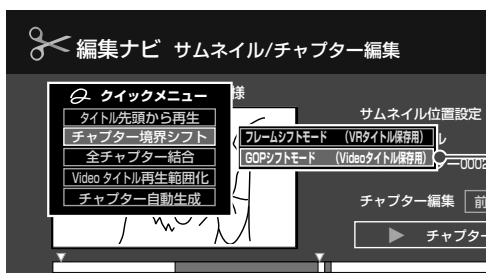 編集ナビ サムネイル/チャプター編集
クイックメニュー
様
タイトル先頭から再生
チャプター境界シフト
全チャプター結合
Video タイトル再生範囲化
チャプター自動生成
サムネイル位置設定
フレームシフトモード （VRタイトル保存用）
GOPシフトモード （Videoタイトル保存用）
0002
チャプター編集 前
チャプター